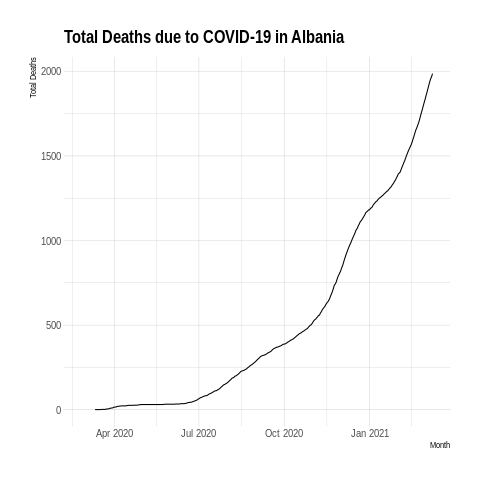 Total Deaths due to COVID-19 in Albania
Total Deaths
2000
1500
1000
500
0
Apr 2020 Jul 2020 Oct 2020 Jan 2021
Month